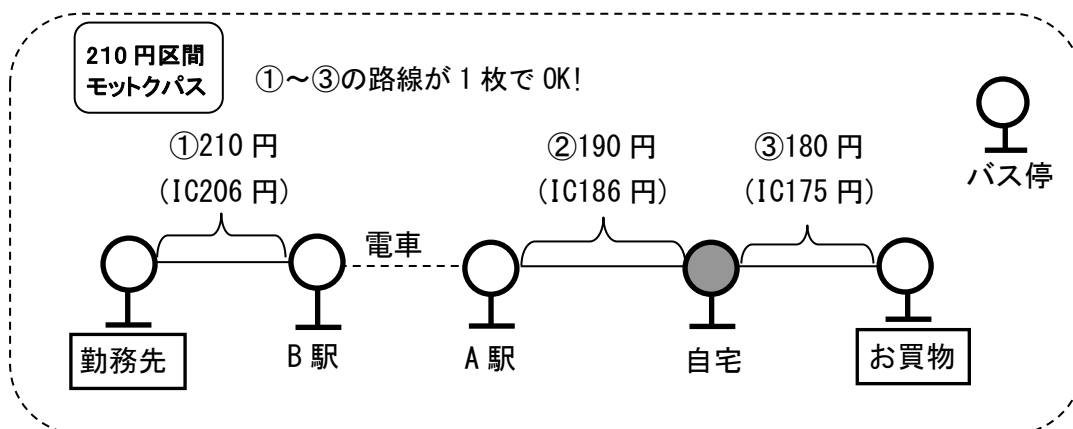 210円区間
モットクパス
①～③の路線が1枚でOK!
①210円
(IC206円)
②190円
(IC186円)
③180円
(IC175円)
バス停
電車
勤務先
B駅
A駅
自宅
お買物